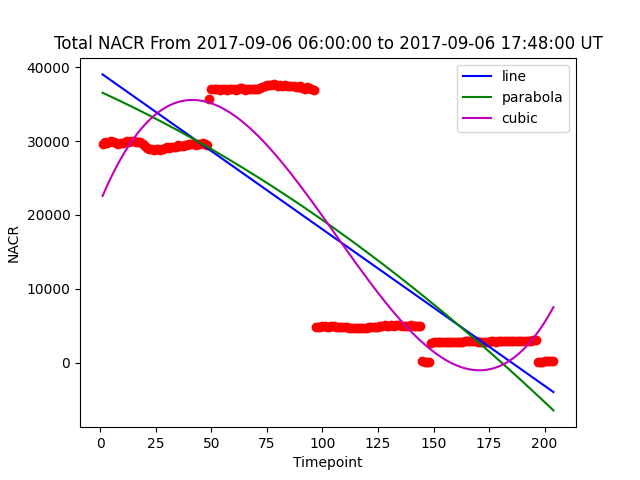 Total NACR From 2017-09-06 06:00:00 to 2017-09-06 17:48:00 UT
40000
30000
20000
10000
0
NACR
line
parabola
cubic
0 25 50 75 100 125 150 175 200
Timepoint